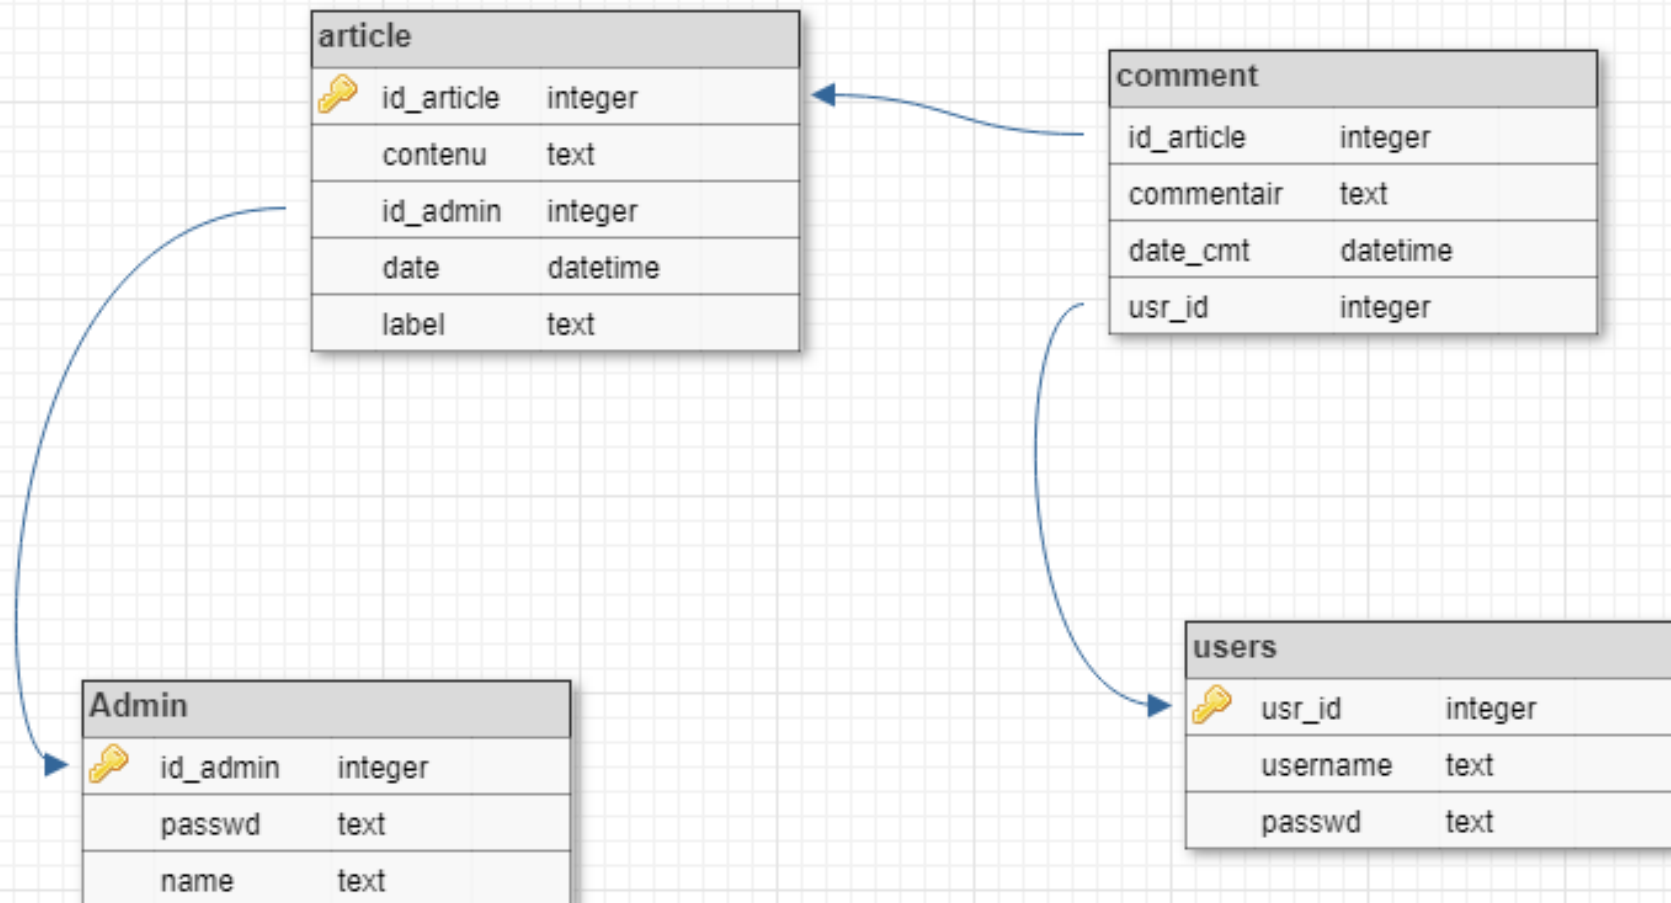 article
id_article integer
contenu text
id_admin integer
date datetime
label text
comment
id_article integer
commentair text
date_cmt datetime
usr_id integer
Admin
id_admin integer
passwd text
name text
users
usr_id integer
username text
passwd text